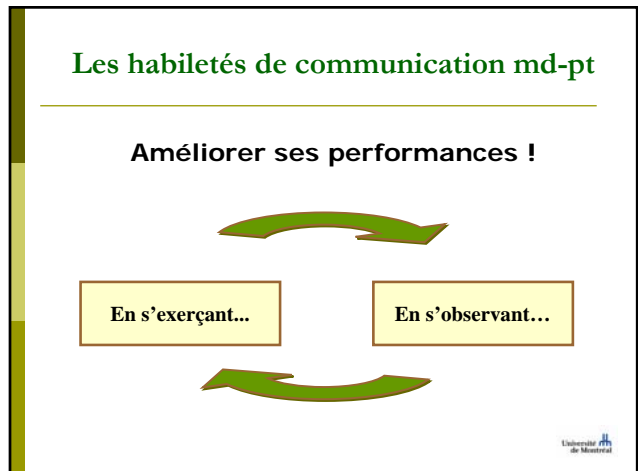 Les habiletés de communication md-pt
Améliorer ses performances !
En s'exerçant...
En s'observant…
Université
de Montréal